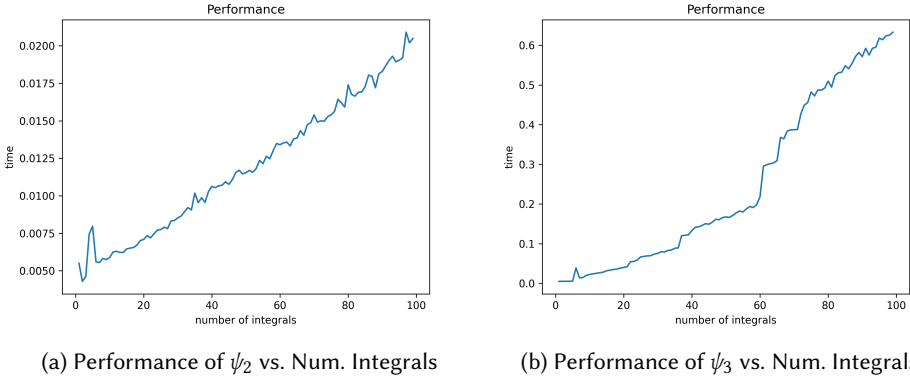 Performance
0.0200
0.0175
0.0150
0.0125
0.0100
0.0075
0.0050
time
0 20 40 60 80 100
number of integrals
(a) Performance of ψ₂ vs. Num. Integrals
Performance
0.6
0.5
0.4
0.3
0.2
0.1
0.0
time
0 20 40 60 80 100
number of integrals
(b) Performance of ψ₃ vs. Num. Integral